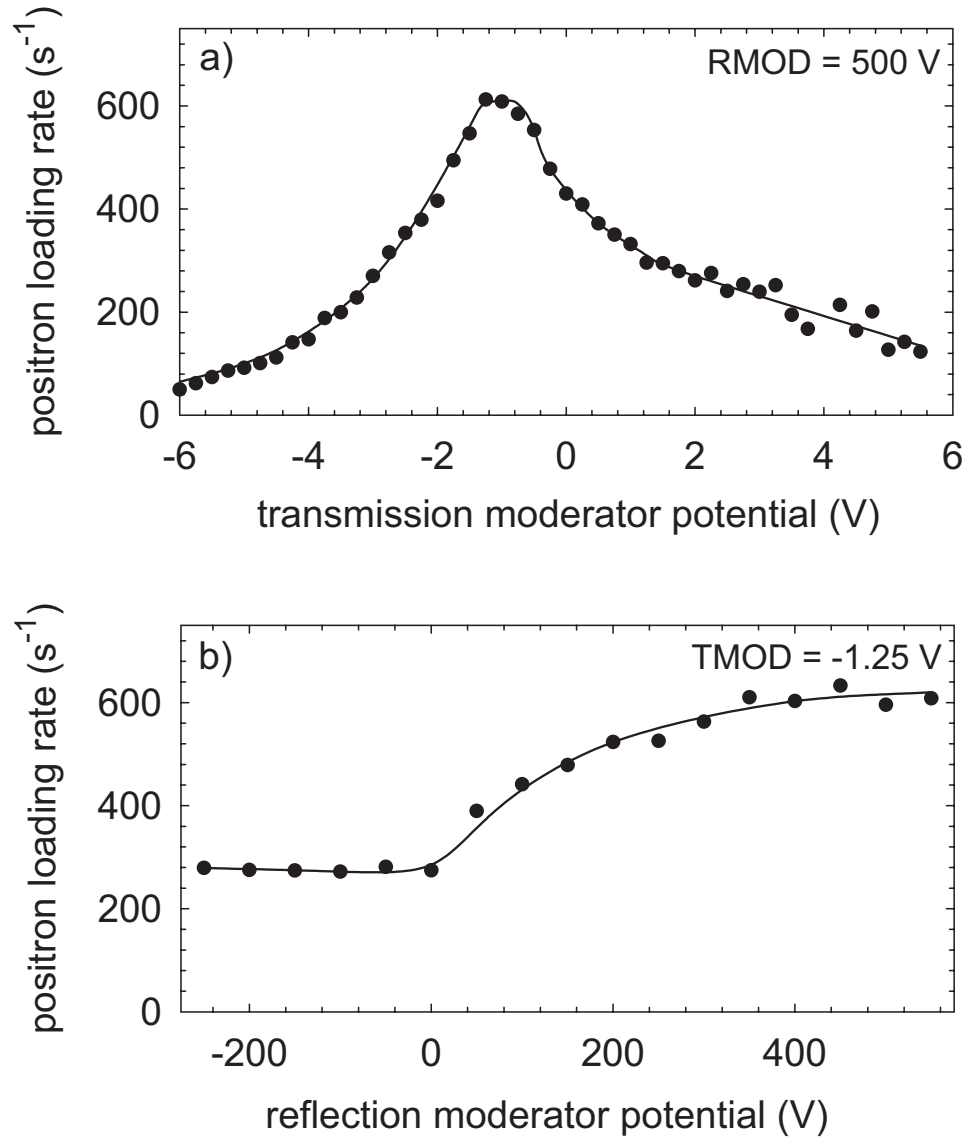 a)
RMOD = 500 V
positron loading rate (s⁻¹)
600
400
200
0
-6 -4 -2 0 2 4 6
transmission moderator potential (V)
b)
TMOD = -1.25 V
positron loading rate (s⁻¹)
600
400
200
0
-200 0 200 400
reflection moderator potential (V)